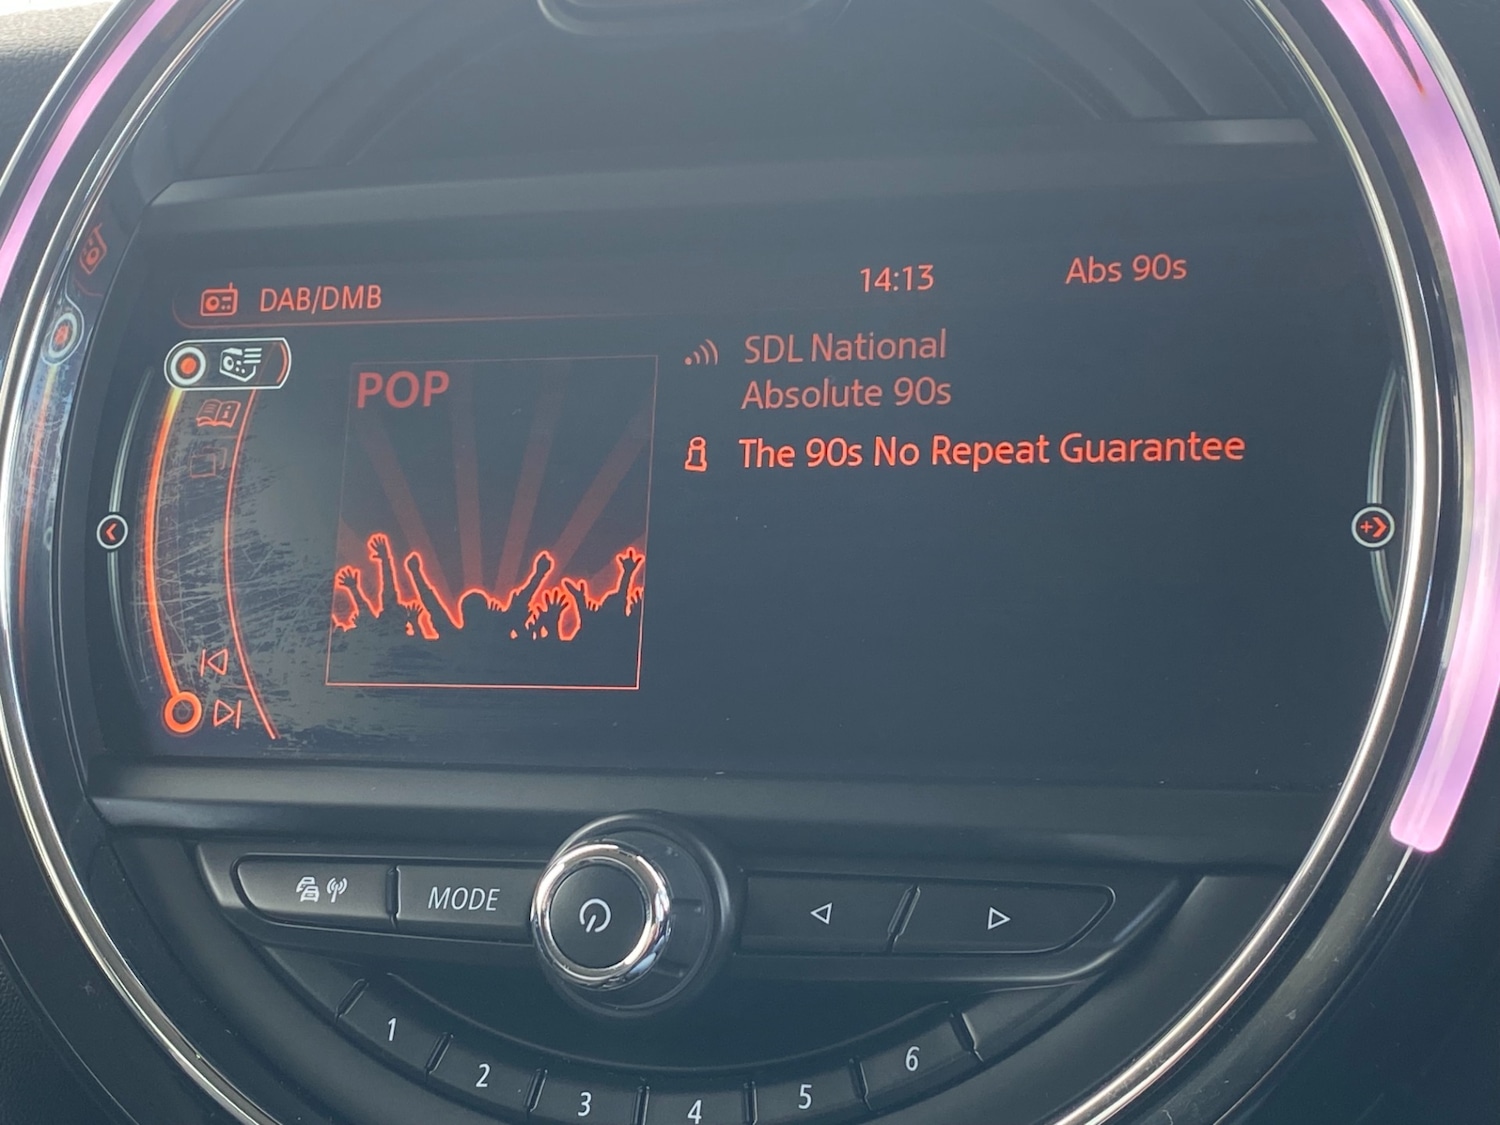 DAB/DMB
14:13
Abs 90s
POP
SDL National
Absolute 90s
The 90s No Repeat Guarantee
MODE
1
2
3
4
5
6